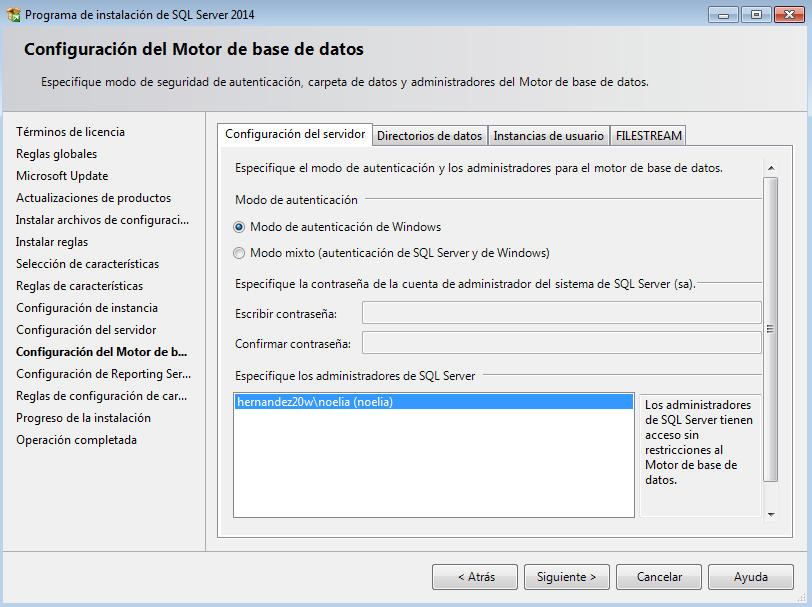 Programa de instalación de SQL Server 2014
Configuración del Motor de base de datos
Especifique modo de seguridad de autenticación, carpeta de datos y administradores del Motor de base de datos.
Términos de licencia
Reglas globales
Microsoft Update
Actualizaciones de productos
Instalar archivos de configuraci...
Instalar reglas
Selección de características
Reglas de características
Configuración de instancia
Configuración del servidor
Configuración del Motor de b...
Configuración de Reporting Ser...
Reglas de configuración de car...
Progreso de la instalación
Operación completada
Configuración del servidor
Directorios de datos
Instancias de usuario
FILESTREAM
Especifique el modo de autenticación y los administradores para el motor de base de datos.
Modo de autenticación
Modo de autenticación de Windows
Modo mixto (autenticación de SQL Server y de Windows)
Especifique la contraseña de la cuenta de administrador del sistema de SQL Server (sa).
Escribir contraseña:
Confirmar contraseña:
Especifique los administradores de SQL Server
hernandez20w\noelia (noelia)
Los administradores
de SQL Server tienen
acceso sin
restricciones al
Motor de base de
datos.
< Atrás
Siguiente >
Cancelar
Ayuda